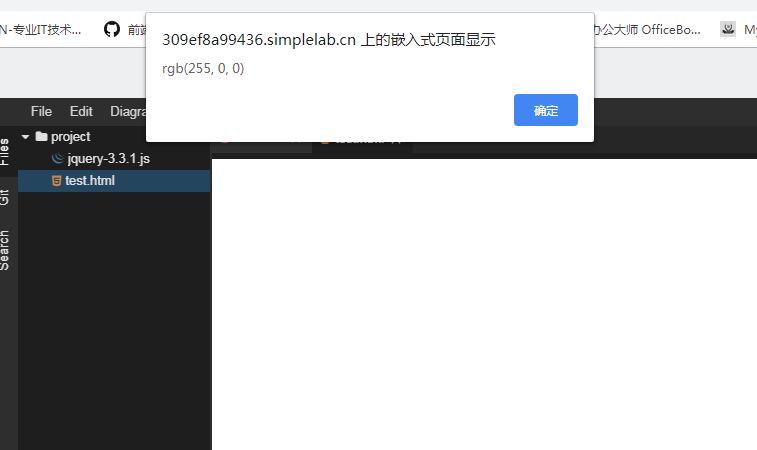 309ef8a99436.simplelab.cn 上的嵌入式页面显示
rgb(255, 0, 0)
确定
N-专业IT技术...
前端
办公大师 OfficeBo...
My
File Edit Diagra
Files
Git
Search
project
jquery-3.3.1.js
test.html